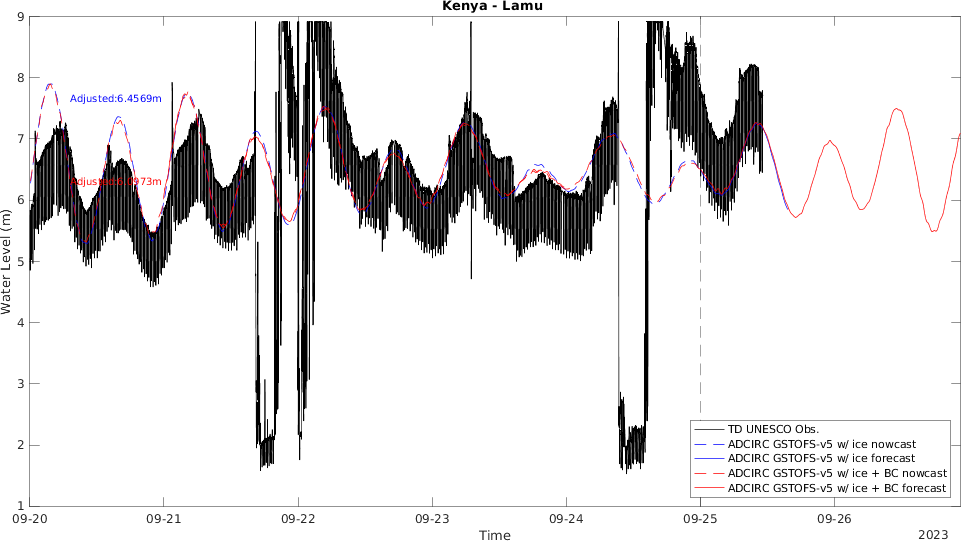 Kenya - Lamu
9
8
7
6
5
4
3
2
1
Water Level (m)
Adjusted:6.4569m
TD UNESCO Obs.
ADCIRC GSTOFS-v5 w/ ice nowcast
ADCIRC GSTOFS-v5 w/ ice forecast
ADCIRC GSTOFS-v5 w/ ice + BC nowcast
ADCIRC GSTOFS-v5 w/ ice + BC forecast
09-20 09-21 09-22 09-23 09-24 09-25 09-26
Time
2023